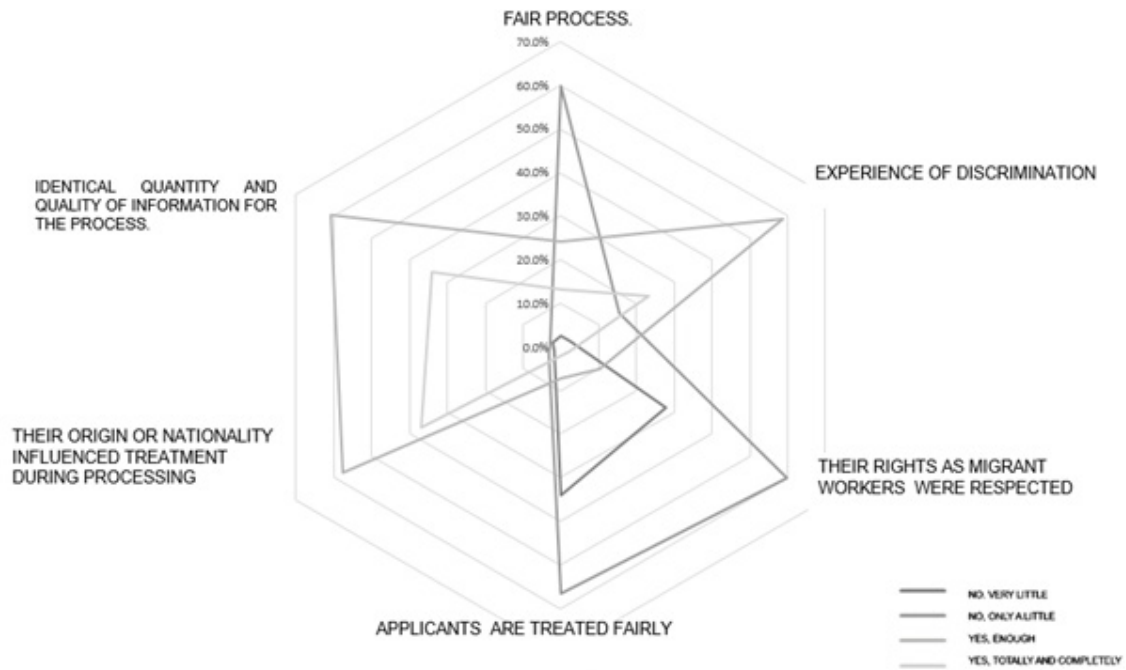 FAIR PROCESS.
70.0%
60.0%
50.0%
40.0%
30.0%
20.0%
10.0%
0.0%
EXPERIENCE OF DISCRIMINATION
IDENTICAL QUANTITY AND
QUALITY OF INFORMATION FOR
THE PROCESS.
THEIR ORIGIN OR NATIONALITY
INFLUENCED TREATMENT
DURING PROCESSING
THEIR RIGHTS AS MIGRANT
WORKERS WERE RESPECTED
APPLICANTS ARE TREATED FAIRLY
NO, VERY LITTLE
NO, ONLY A LITTLE
YES, ENOUGH
YES, TOTALLY AND COMPLETELY